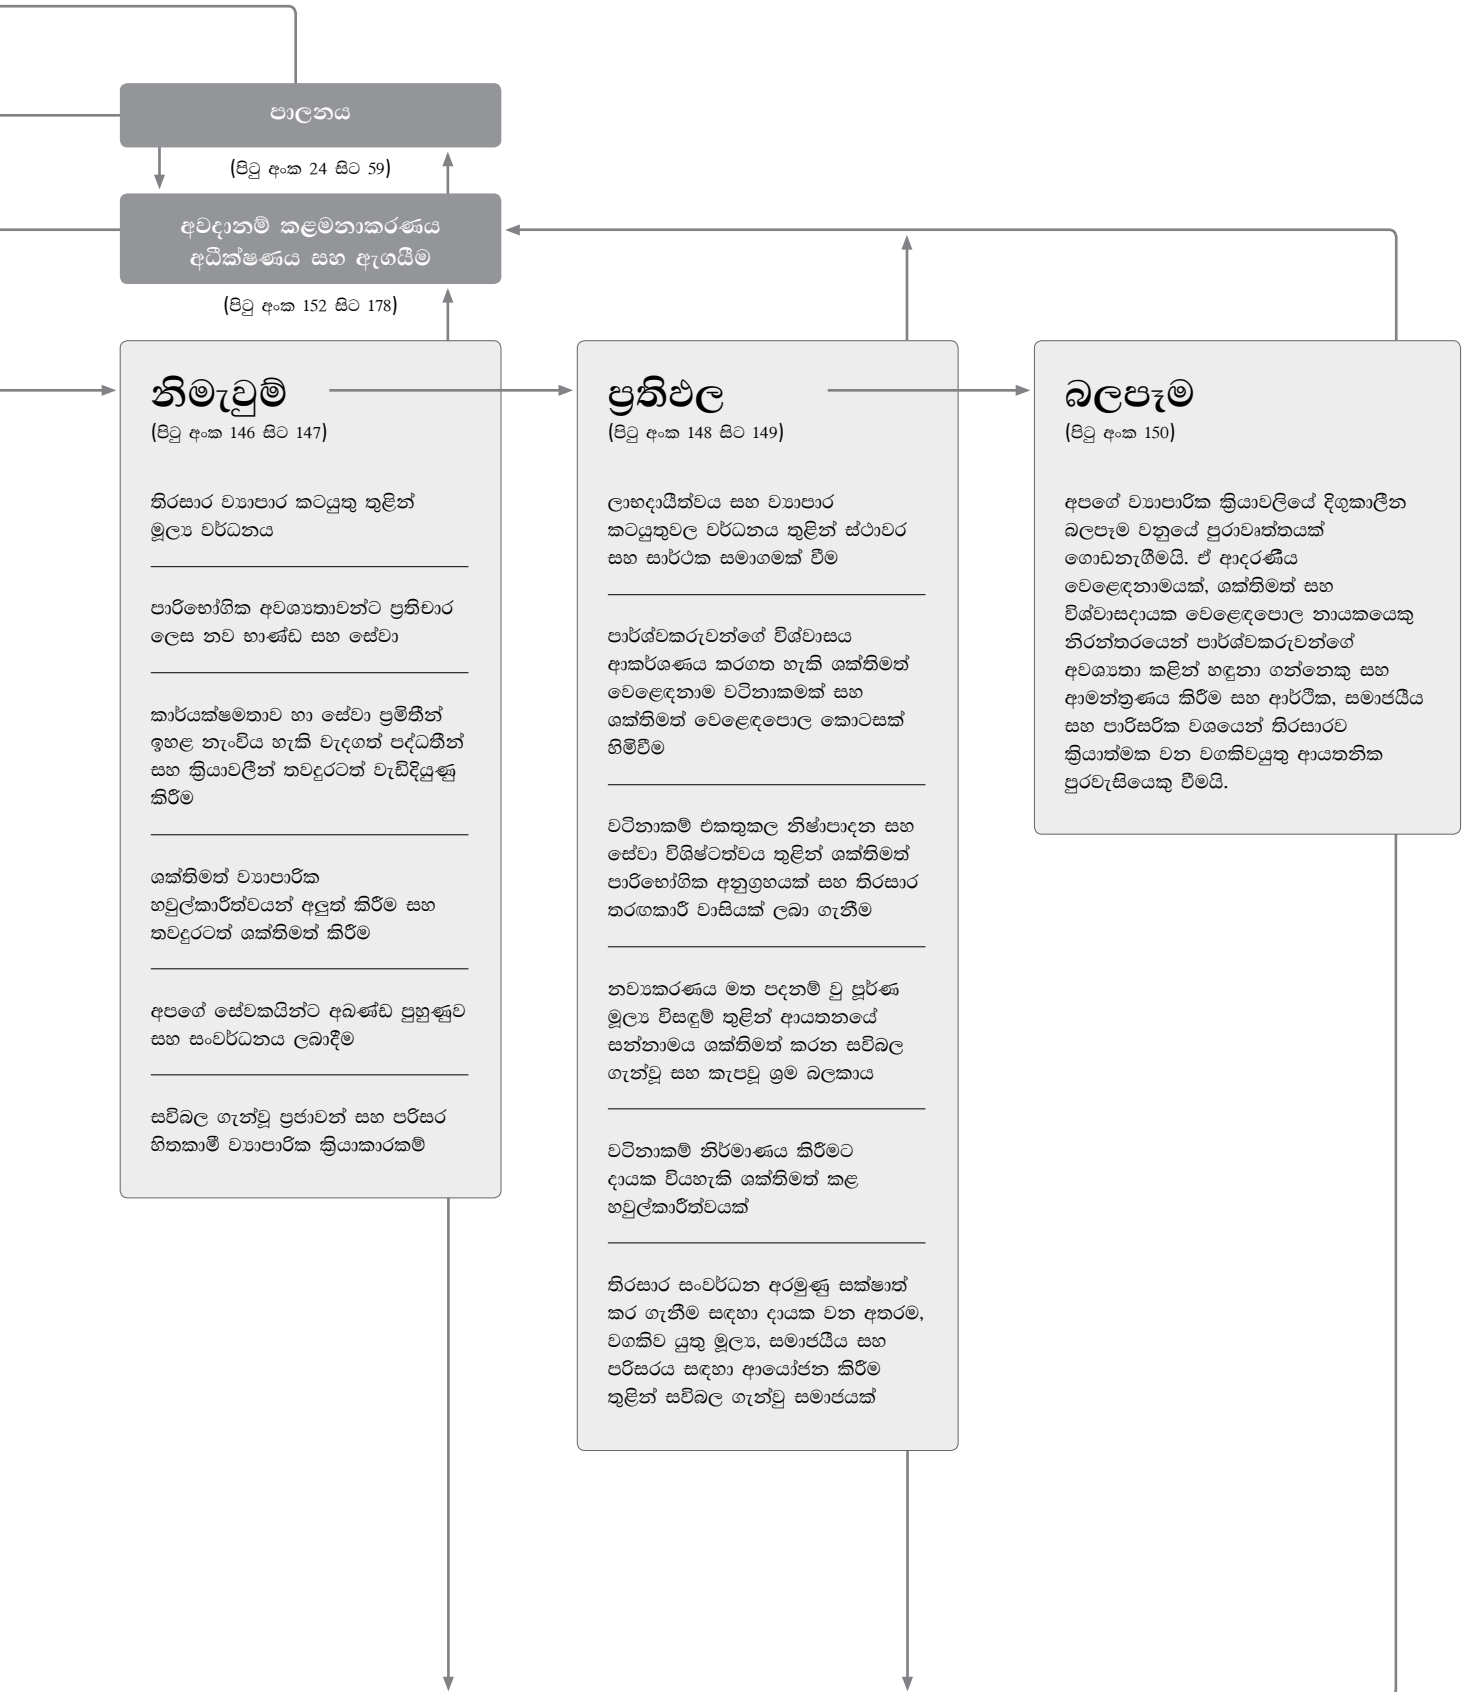 පාලනය
(පිටු අංක 24 සිට 59)
අවදානම් කළමනාකරණය
අධීක්ෂණය සහ ඇගයීම
(පිටු අංක 152 සිට 178)
නිමැවුම්
(පිටු අංක 146 සිට 147)
තිරසාර ව්‍යාපාර කටයුතු තුළින්
මූල්‍ය වර්ධනය
පාරිභෝගික අවශ්‍යතාවන්ට ප්‍රතිචාර
ලෙස නව භාණ්ඩ සහ සේවා
කාර්යක්ෂමතාව හා සේවා ප්‍රමිතීන්
ඉහළ නැංවිය හැකි වැදගත් පද්ධතීන්
සහ ක්‍රියාවලීන් තවදුරටත් වැඩිදියුණු
කිරීම
ශක්තිමත් ව්‍යාපාරික
හවුල්කාරීත්වයන් අලුත් කිරීම සහ
තවදුරටත් ශක්තිමත් කිරීම
අපගේ සේවකයින්ට අඛණ්ඩ පුහුණුව
සහ සංවර්ධනය ලබාදීම
සවිබල ගැන්වූ ප්‍රජාවන් සහ පරිසර
හිතකාමී ව්‍යාපාරික ක්‍රියාකාරකම්
ප්‍රතිඵල
(පිටු අංක 148 සිට 149)
ලාභදායීත්වය සහ ව්‍යාපාර
කටයුතුවල වර්ධනය තුළින් ස්ථාවර
සහ සාර්ථක සමාගමක් වීම
පාර්ශ්වකරුවන්ගේ විශ්වාසය
ආකර්ශණය කරගත හැකි ශක්තිමත්
වෙළෙඳනාම වටිනාකමක් සහ
ශක්තිමත් වෙළෙඳපොල කොටසක්
හිමිවීම
වටිනාකම් එකතුකල නිෂ්පාදන සහ
සේවා විශිෂ්ටත්වය තුළින් ශක්තිමත්
පාරිභෝගික අනුග්‍රහයක් සහ තිරසාර
තරඟකාරී වාසියක් ලබා ගැනීම
නව්‍යකරණය මත පදනම් වු පූර්ණ
මූල්‍ය විසඳුම් තුළින් ආයතනයේ
සන්නාමය ශක්තිමත් කරන සවිබල
ගැන්වූ සහ කැපවූ ශ්‍රම බලකාය
වටිනාකම් නිර්මාණය කිරීමට
දායක වියහැකි ශක්තිමත් කළ
හවුල්කාරීත්වයක්
තිරසාර සංවර්ධන අරමුණු සක්ෂාත්
කර ගැනීම සඳහා දායක වන අතරම,
වගකිව යුතු මූල්‍ය, සමාජයීය සහ
පරිසරය සඳහා ආයෝජන කිරීම
තුළින් සවිබල ගැන්වු සමාජයක්
බලපෑම
(පිටු අංක 150)
අපගේ ව්‍යාපාරික ක්‍රියාවලියේ දිගුකාලීන
බලපෑම වනුයේ පුරාවෘත්තයක්
ගොඩනැගීමයි. ඒ ආදරණීය
වෙළෙඳනාමයක්, ශක්තිමත් සහ
විශ්වාසදායක වෙළෙඳපොල නායකයෙකු
නිරන්තරයෙන් පාර්ශ්වකරුවන්ගේ
අවශ්‍යතා කළින් හඳුනා ගන්නෙකු සහ
ආමන්ත්‍රණය කිරීම සහ ආර්ථික, සමාජයීය
සහ පාරිසරික වශයෙන් තිරසාරව
ක්‍රියාත්මක වන වගකිවයුතු ආයතනික
පුරවැසියෙකු වීමයි.